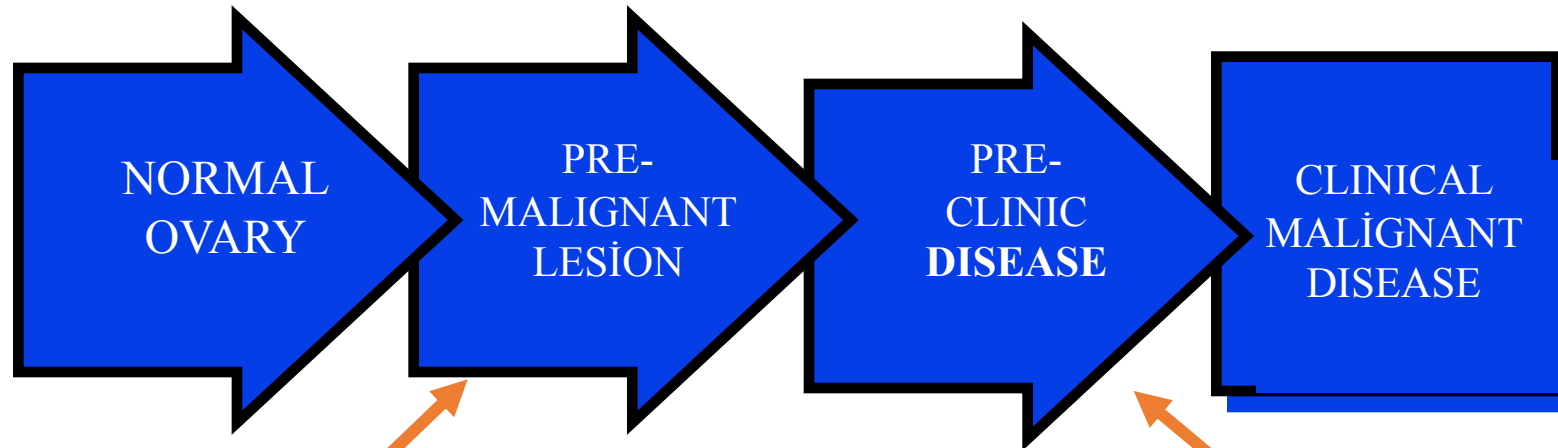 NORMAL
OVARY
PRE-
MALIGNANT
LESİON
PRE-
CLINIC
DISEASE
CLINICAL
MALİGNANT
DISEASE